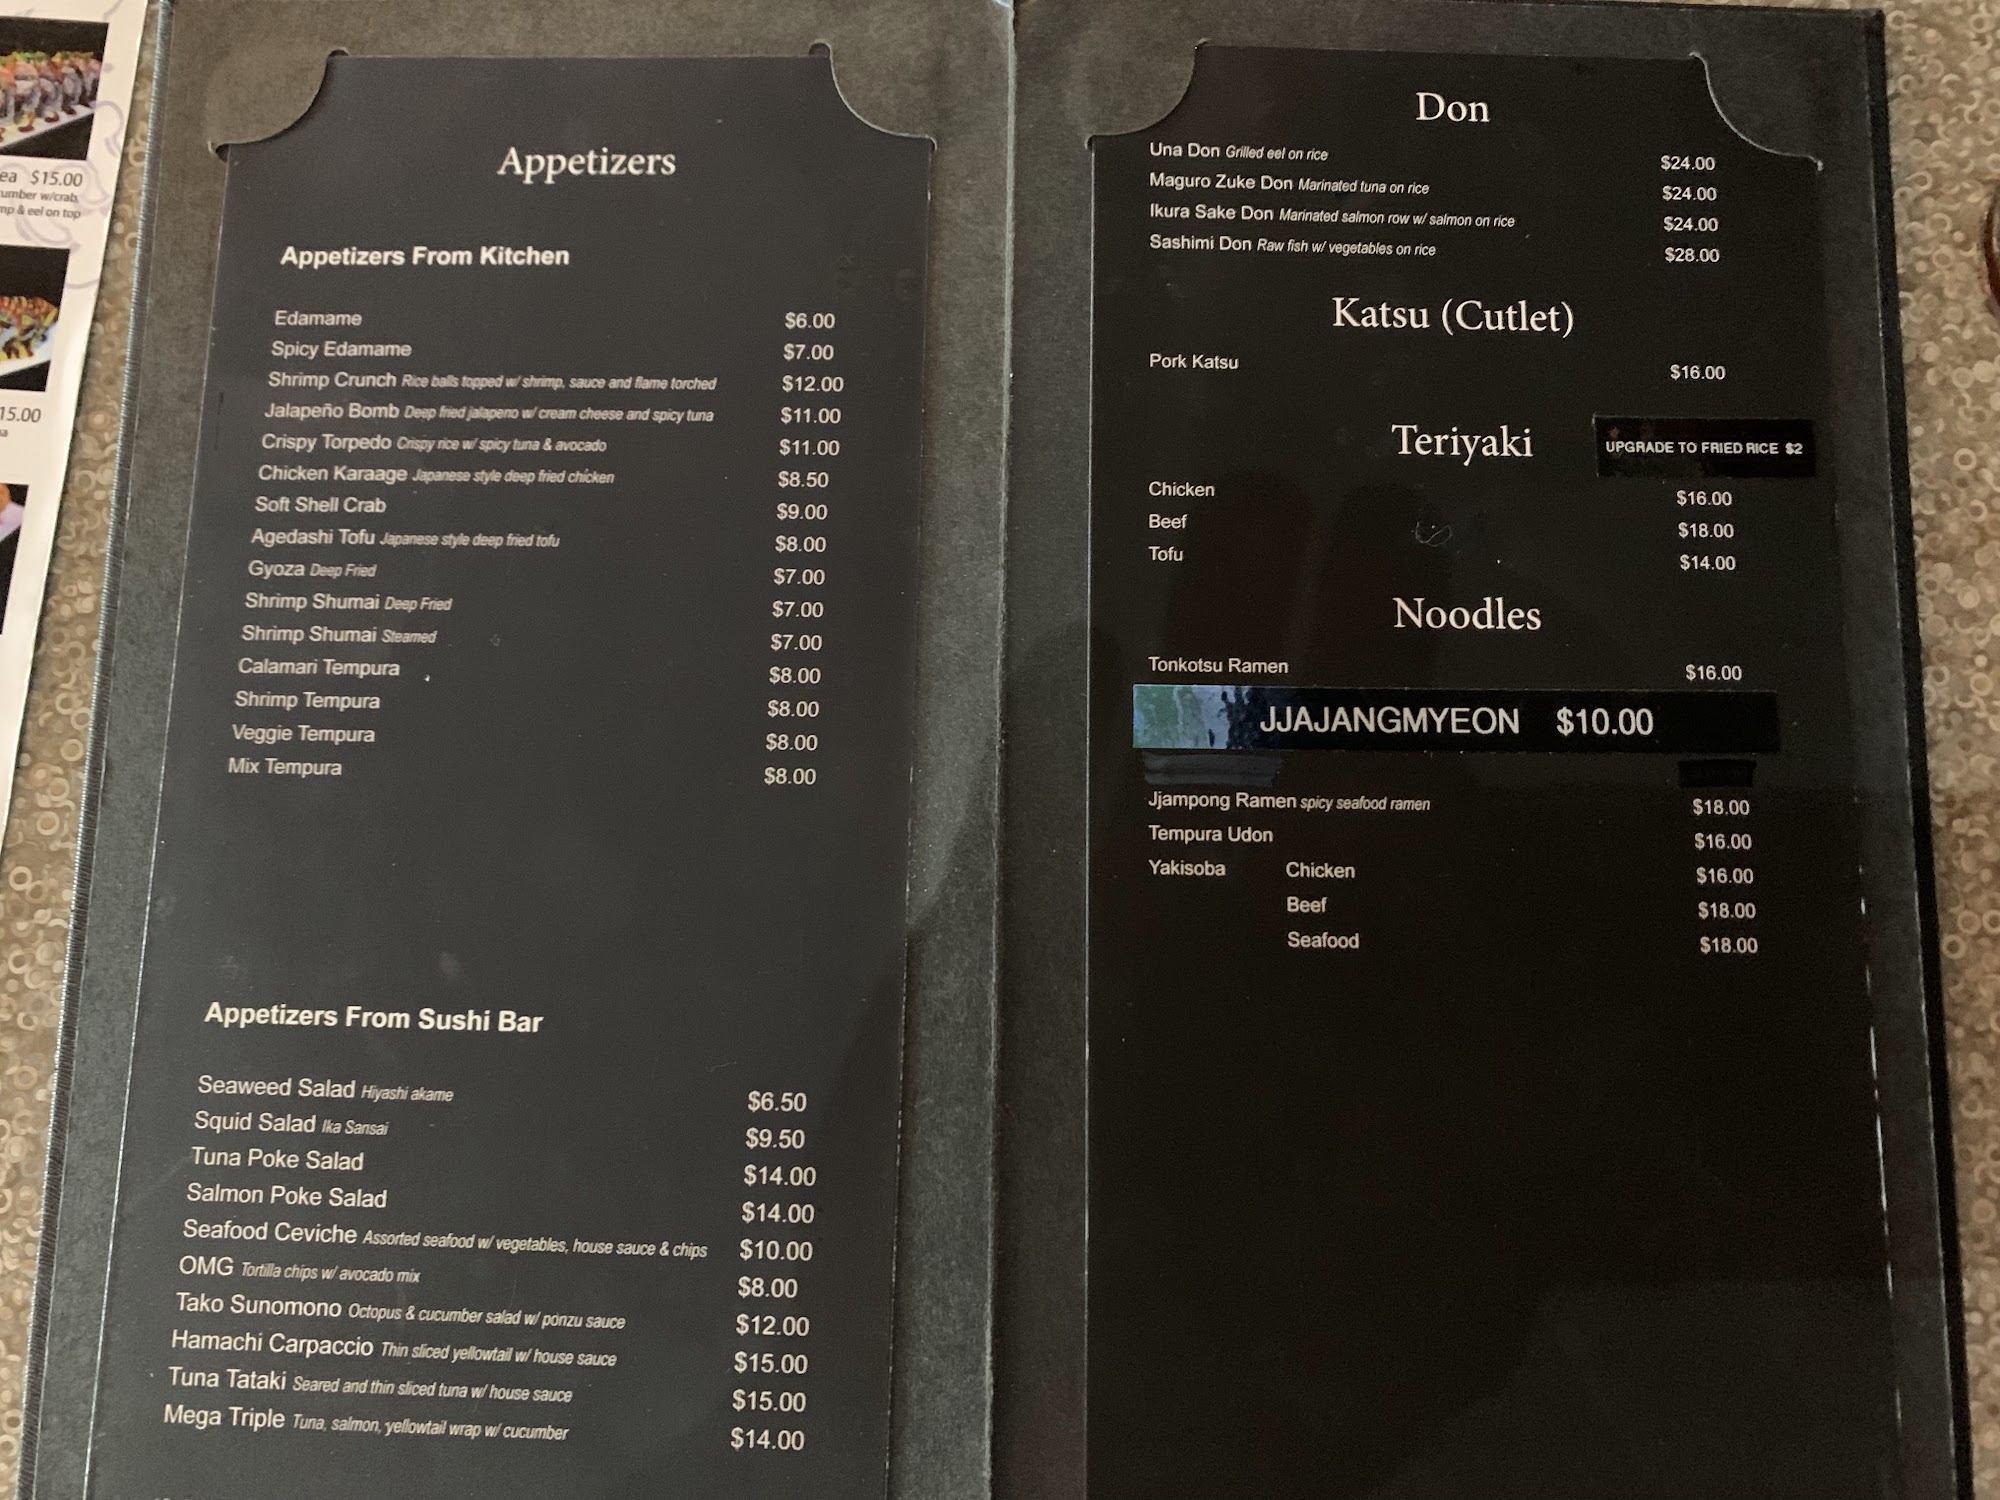 ea $15.00
umber w/crab,
mp & eel on top
15.00
a
Appetizers
Appetizers From Kitchen
Edamame $6.00
Spicy Edamame $7.00
Shrimp Crunch Rice balls topped w/ shrimp, sauce and flame torched $12.00
Jalapeño Bomb Deep fried jalapeno w/ cream cheese and spicy tuna $11.00
Crispy Torpedo Crispy rice w/ spicy tuna & avocado $11.00
Chicken Karaage Japanese style deep fried chicken $8.50
Soft Shell Crab $9.00
Agedashi Tofu Japanese style deep fried tofu $8.00
Gyoza Deep Fried $7.00
Shrimp Shumai Deep Fried $7.00
Shrimp Shumai Steamed $7.00
Calamari Tempura $8.00
Shrimp Tempura $8.00
Veggie Tempura $8.00
Mix Tempura $8.00
Appetizers From Sushi Bar
Seaweed Salad Hiyashi akame $6.50
Squid Salad Ika Sansai $9.50
Tuna Poke Salad $14.00
Salmon Poke Salad $14.00
Seafood Ceviche Assorted seafood w/ vegetables, house sauce & chips $10.00
OMG Tortilla chips w/ avocado mix $8.00
Tako Sunomono Octopus & cucumber salad w/ ponzu sauce $12.00
Hamachi Carpaccio Thin sliced yellowtail w/ house sauce $15.00
Tuna Tataki Seared and thin sliced tuna w/ house sauce $15.00
Mega Triple Tuna, salmon, yellowtail wrap w/ cucumber $14.00
Don
Una Don Grilled eel on rice $24.00
Maguro Zuke Don Marinated tuna on rice $24.00
Ikura Sake Don Marinated salmon row w/ salmon on rice $24.00
Sashimi Don Raw fish w/ vegetables on rice $28.00
Katsu (Cutlet)
Pork Katsu $16.00
Teriyaki
UPGRADE TO FRIED RICE $2
Chicken $16.00
Beef $18.00
Tofu $14.00
Noodles
Tonkotsu Ramen $16.00
JJAJANGMYEON $10.00
Jjampong Ramen spicy seafood ramen $18.00
Tempura Udon $16.00
Yakisoba Chicken $16.00
Beef $18.00
Seafood $18.00